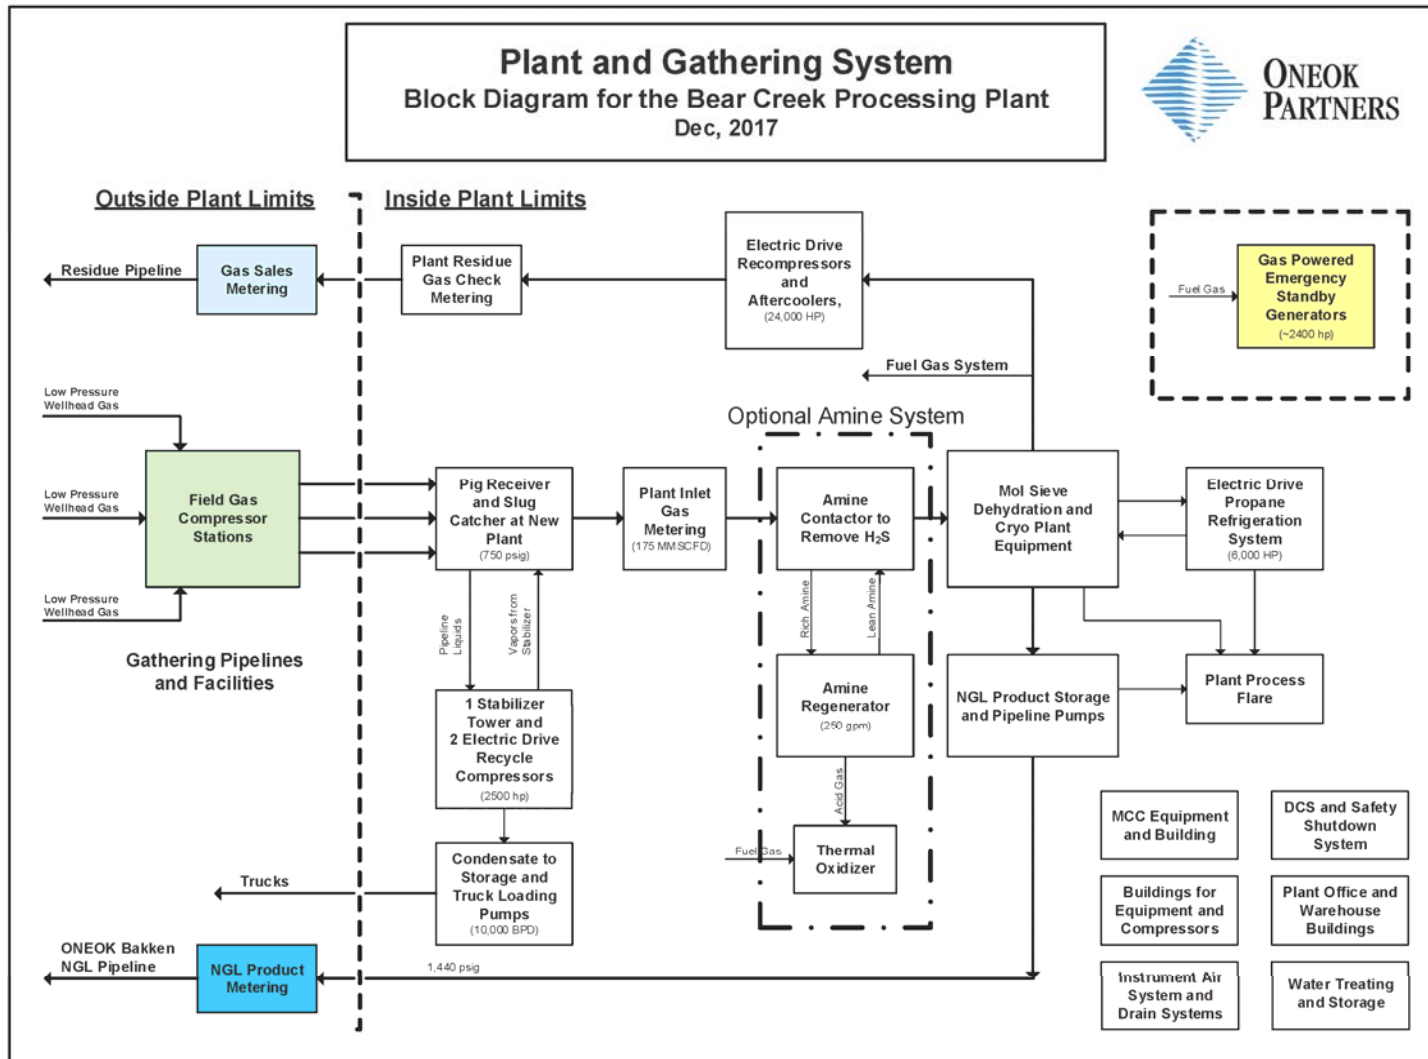 Plant and Gathering System
Block Diagram for the Bear Creek Processing Plant
Dec, 2017
ONEOK
PARTNERS
Outside Plant Limits
Inside Plant Limits
Residue Pipeline
Gas Sales
Metering
Plant Residue
Gas Check
Metering
Electric Drive
Recompressors
and
Aftercoolers,
(24,000 HP)
Fuel Gas
Gas Powered
Emergency
Standby
Generators
(~2400 hp)
Fuel Gas System
Low Pressure
Wellhead Gas
Low Pressure
Wellhead Gas
Low Pressure
Wellhead Gas
Field Gas
Compressor
Stations
Gathering Pipelines
and Facilities
Pig Receiver
and Slug
Catcher at New
Plant
(750 psig)
Plant Inlet
Gas
Metering
(175 MMSCFD)
Optional Amine System
Amine
Contactor to
Remove H₂S
Mol Sieve
Dehydration and
Cryo Plant
Equipment
Electric Drive
Propane
Refrigeration
System
(6,000 HP)
Pipeline
Liquids
Vapors from
Stabilizer
Rich Amine
Lean Amine
1 Stabilizer
Tower and
2 Electric Drive
Recycle
Compressors
(2500 hp)
Amine
Regenerator
(250 gpm)
NGL Product Storage
and Pipeline Pumps
Plant Process
Flare
Acid Gas
Fuel Gas
Thermal
Oxidizer
Trucks
Condensate to
Storage and
Truck Loading
Pumps
(10,000 BPD)
ONEOK Bakken
NGL Pipeline
NGL Product
Metering
1,440 psig
MCC Equipment
and Building
DCS and Safety
Shutdown
System
Buildings for
Equipment and
Compressors
Plant Office and
Warehouse
Buildings
Instrument Air
System and
Drain Systems
Water Treating
and Storage